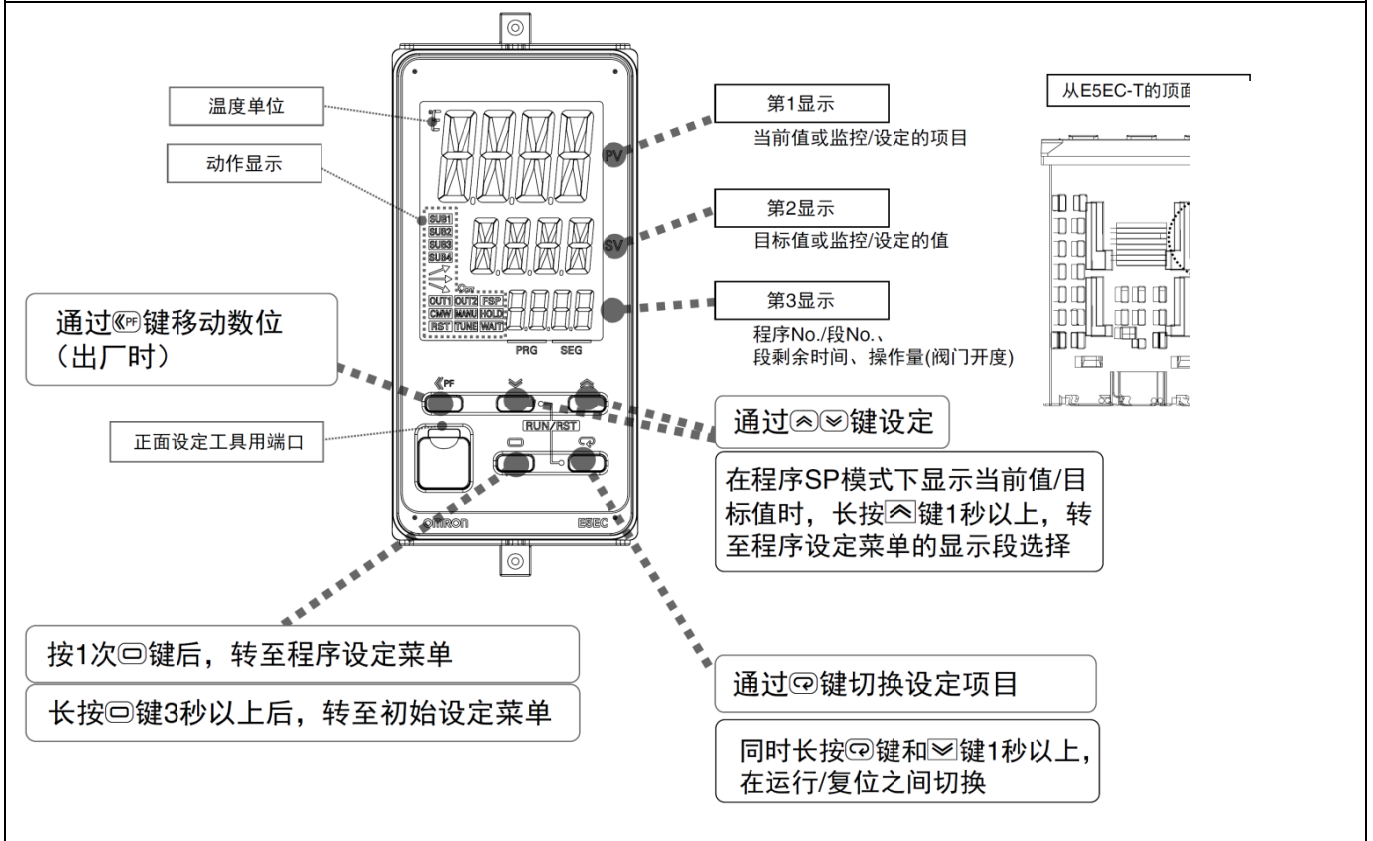 温度单位
动作显示
第1显示
当前值或监控/设定的项目
从E5EC-T的顶面
PV
SUB1
SUB2
SUB3
SUB4
第2显示
目标值或监控/设定的值
SV
OUT1 OUT2 FSP
CMW MANU HOLD
RST TUNE WAIT
PRG SEG
第3显示
程序No./段No.、
段剩余时间、操作量(阀门开度)
通过《PF键移动数位
（出厂时）
《PF
RUN/RST
正面设定工具用端口
OMRON E5EC
通过︽︾键设定
在程序SP模式下显示当前值/目
标值时，长按︽键1秒以上，转
至程序设定菜单的显示段选择
按1次键后，转至程序设定菜单
长按键3秒以上后，转至初始设定菜单
通过键切换设定项目
同时长按键和︾键1秒以上，
在运行/复位之间切换